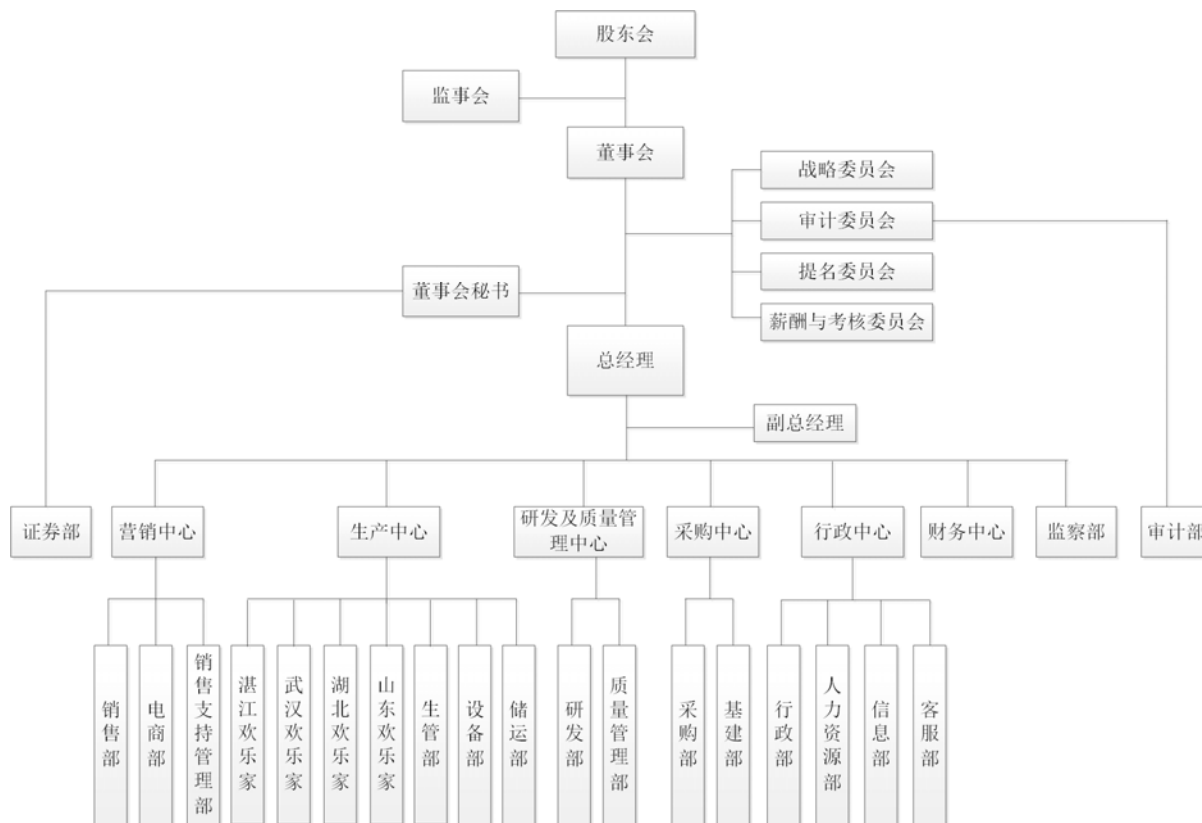 股东会
监事会
董事会
战略委员会
审计委员会
提名委员会
薪酬与考核委员会
董事会秘书
总经理
副总经理
证券部
营销中心
生产中心
研发及质量管
理中心
采购中心
行政中心
财务中心
监察部
审计部
销售部
电商部
销售支持管理部
湛江欢乐家
武汉欢乐家
湖北欢乐家
山东欢乐家
生管部
设备部
储运部
研发部
质量管理部
采购部
基建部
行政部
人力资源部
信息部
客服部